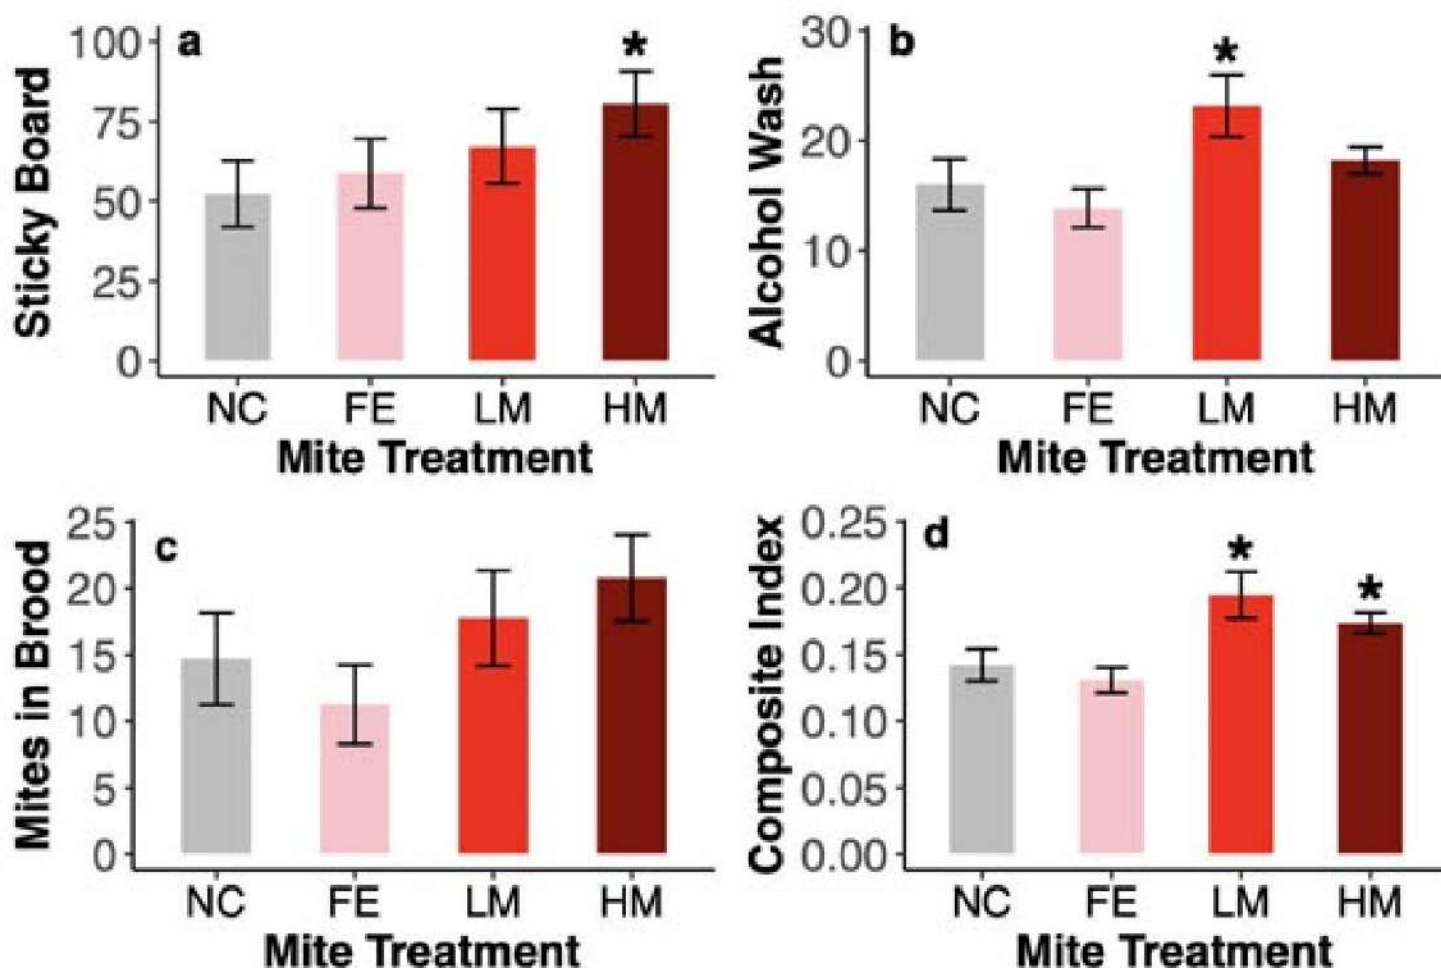 a
*
Sticky Board
100
75
50
25
0
NC FE LM HM
Mite Treatment
b
*
Alcohol Wash
30
20
10
0
NC FE LM HM
Mite Treatment
c
Mites in Brood
25
20
15
10
5
0
NC FE LM HM
Mite Treatment
d
*
*
Composite Index
0.25
0.20
0.15
0.10
0.05
0.00
NC FE LM HM
Mite Treatment